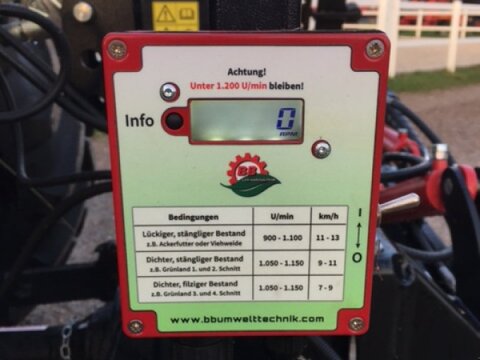 Achtung!
Unter 1.200 U/min bleiben!
Info
0
RPM
BB
Bedingungen U/min km/h
Lückiger, stängliger Bestand
z.B. Ackerfutter oder Viehweide
900 - 1.100 11 - 13
Dichter, stängliger Bestand
z.B. Grünland 1. und 2. Schnitt
1.050 - 1.150 9 - 11
Dichter, filziger Bestand
z.B. Grünland 3. und 4. Schnitt
1.050 - 1.150 7 - 9
I
O
www.bbumwelttechnik.com